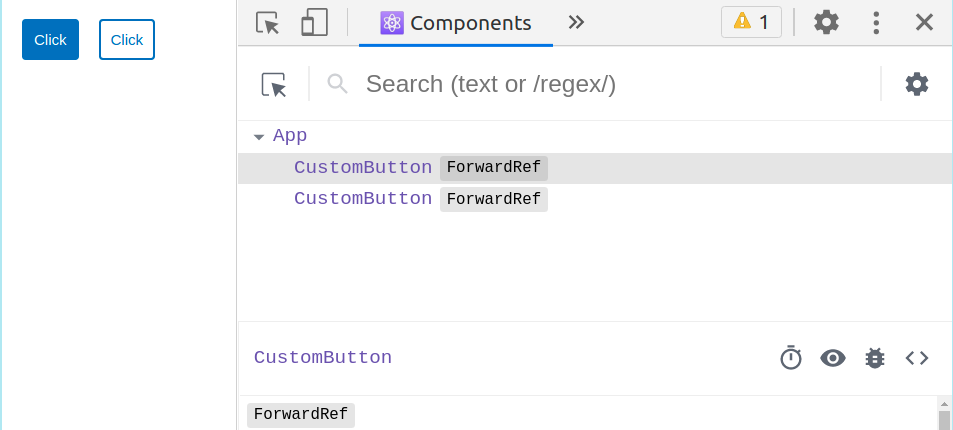 Click Click
Components 1
Search (text or /regex/)
App
CustomButton ForwardRef
CustomButton ForwardRef
CustomButton
ForwardRef